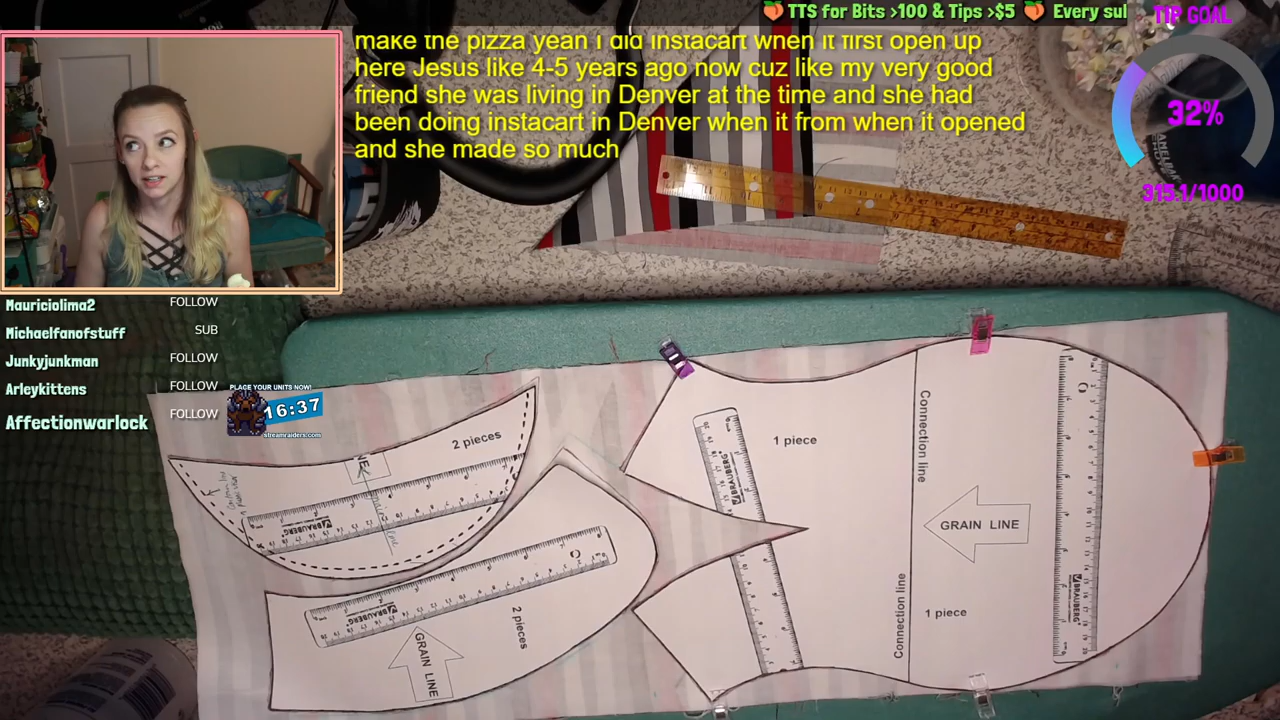 TTS for Bits >100 & Tips >$5 Every sul
TIP GOAL
make the pizza yeah i did instacart when it first open up
here Jesus like 4-5 years ago now cuz like my very good
friend she was living in Denver at the time and she had
been doing instacart in Denver when it from when it opened
and she made so much
32%
315.1/1000
Mauriciolima2 FOLLOW
Michaelfanofstuff SUB
Junkyjunkman FOLLOW
Arleykittens FOLLOW
Affectionwarlock FOLLOW
PLACE YOUR UNITS NOW!
16:37
streamraiders.com
2 pieces
BRAUBERG
2 pieces
BRAUBERG
GRAIN LINE
1 piece
BRAUBERG
Connection line
Connection line
GRAIN LINE
1 piece
BRAUBERG